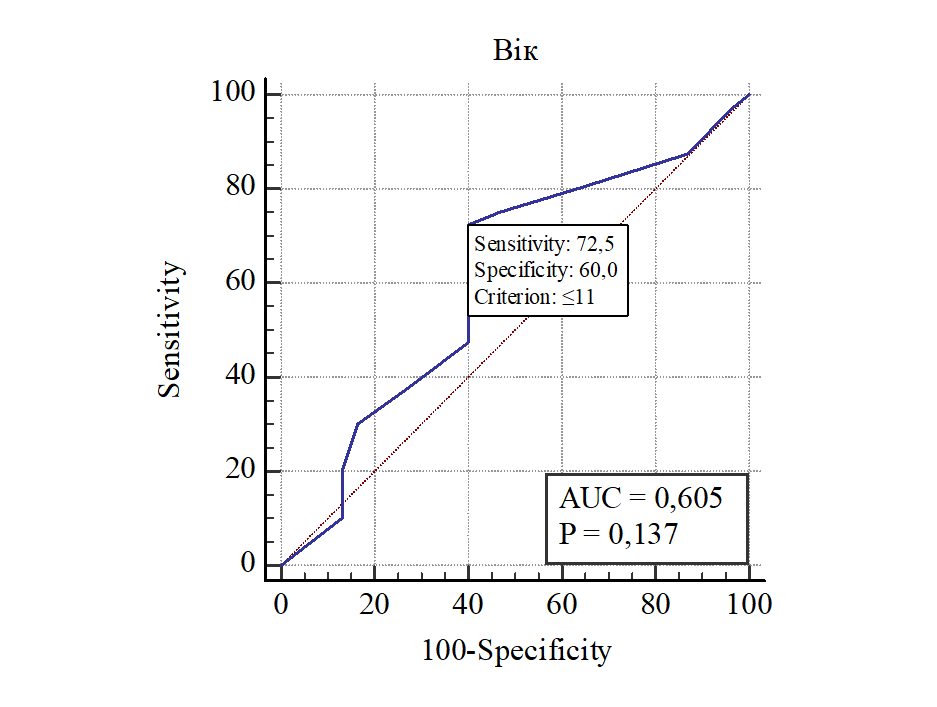 Вік
100
80
60
40
20
0
Sensitivity
Sensitivity: 72,5
Specificity: 60,0
Criterion: ≤11
AUC = 0,605
P = 0,137
0 20 40 60 80 100
100-Specificity